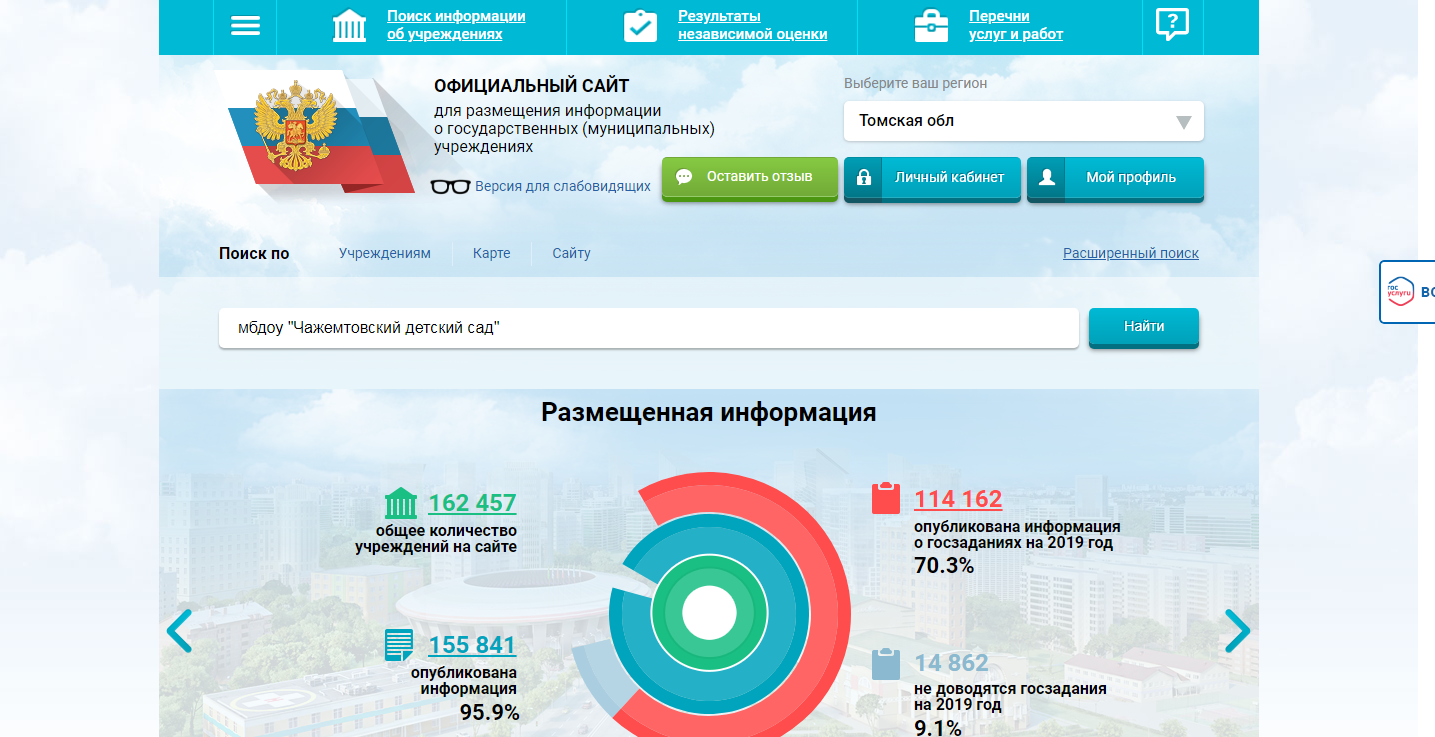 Поиск информации
об учреждениях
Результаты
независимой оценки
Перечни
услуг и работ
?
ОФИЦИАЛЬНЫЙ САЙТ
для размещения информации
о государственных (муниципальных)
учреждениях
Версия для слабовидящих
Выберите ваш регион
Томская обл
Оставить отзыв
Личный кабинет
Мой профиль
Поиск по
Учреждениям
Карте
Сайту
Расширенный поиск
гос
услуги
ВО
мбдоу "Чажемтовский детский сад"
Найти
Размещенная информация
162 457
общее количество
учреждений на сайте
155 841
опубликована
информация
95.9%
114 162
опубликована информация
о госзаданиях на 2019 год
70.3%
14 862
не доводятся госзадания
на 2019 год
9.1%